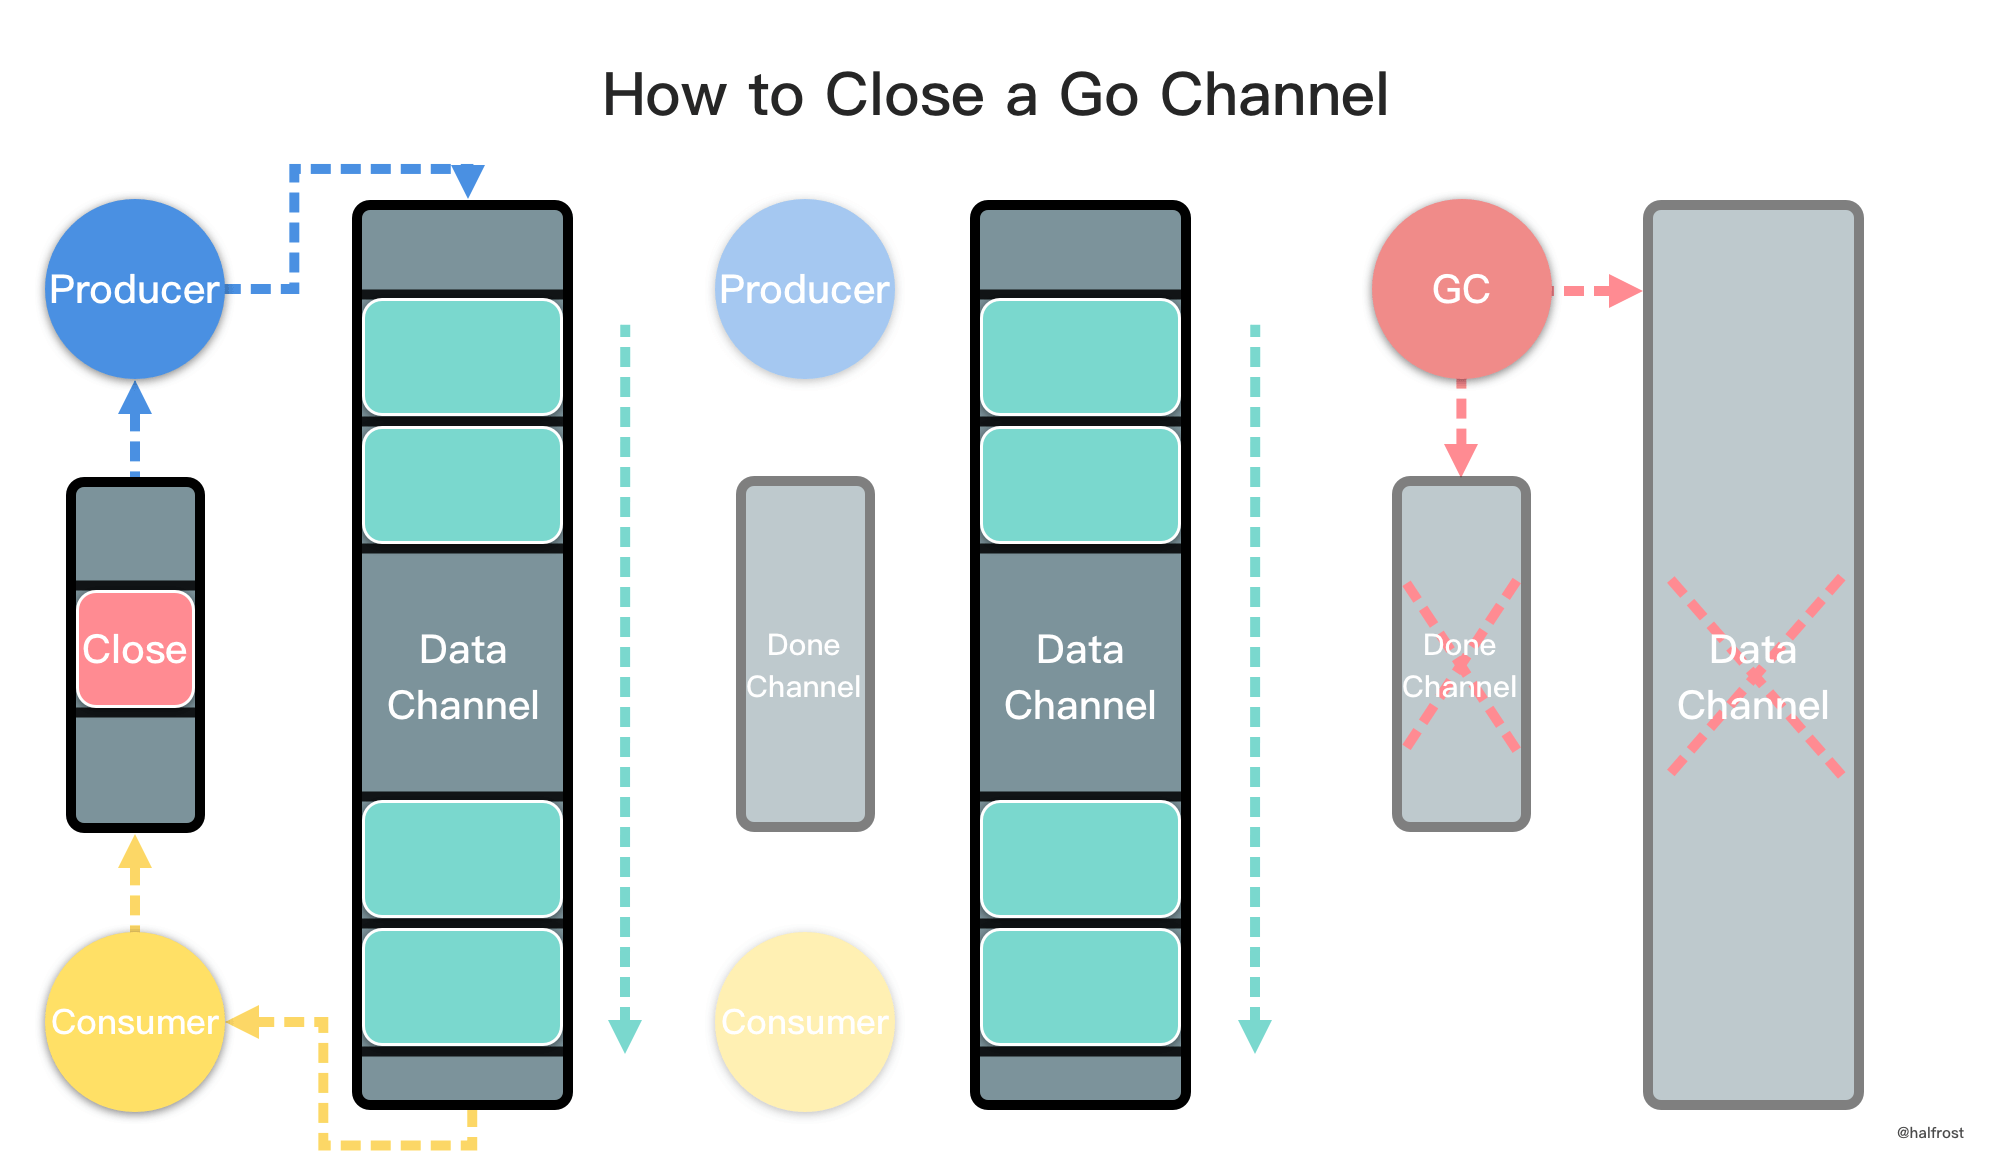 How to Close a Go Channel
Producer
Close
Consumer
Data
Channel
Producer
Done
Channel
Consumer
Data
Channel
GC
Done
Channel
Data
Channel
@halfrost